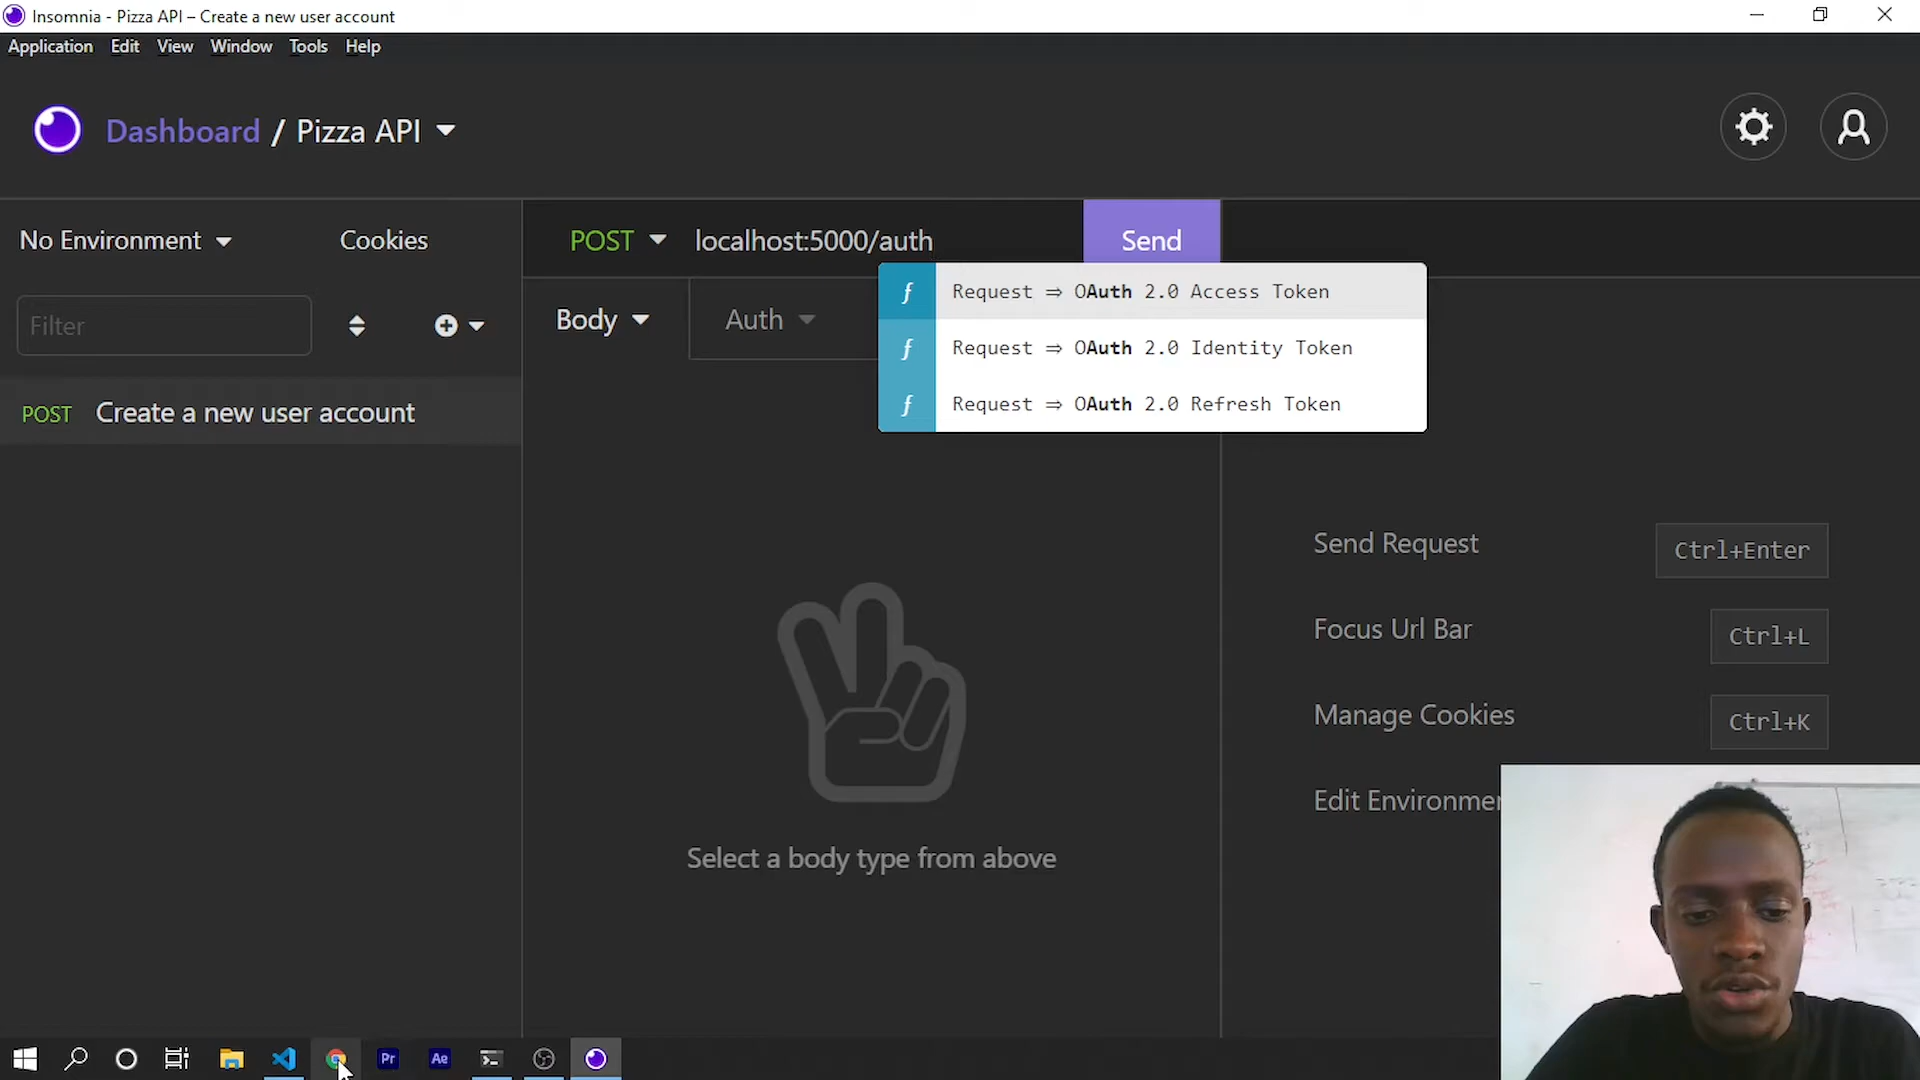 Insomnia - Pizza API – Create a new user account
Application Edit View Window Tools Help
Dashboard / Pizza API
No Environment
Cookies
POST
localhost:5000/auth
Send
Filter
Body
Auth
ƒ Request ⇒ OAuth 2.0 Access Token
ƒ Request ⇒ OAuth 2.0 Identity Token
ƒ Request ⇒ OAuth 2.0 Refresh Token
POST Create a new user account
Select a body type from above
Send Request Ctrl+Enter
Focus Url Bar Ctrl+L
Manage Cookies Ctrl+K
Edit Environmen
Pr Ae